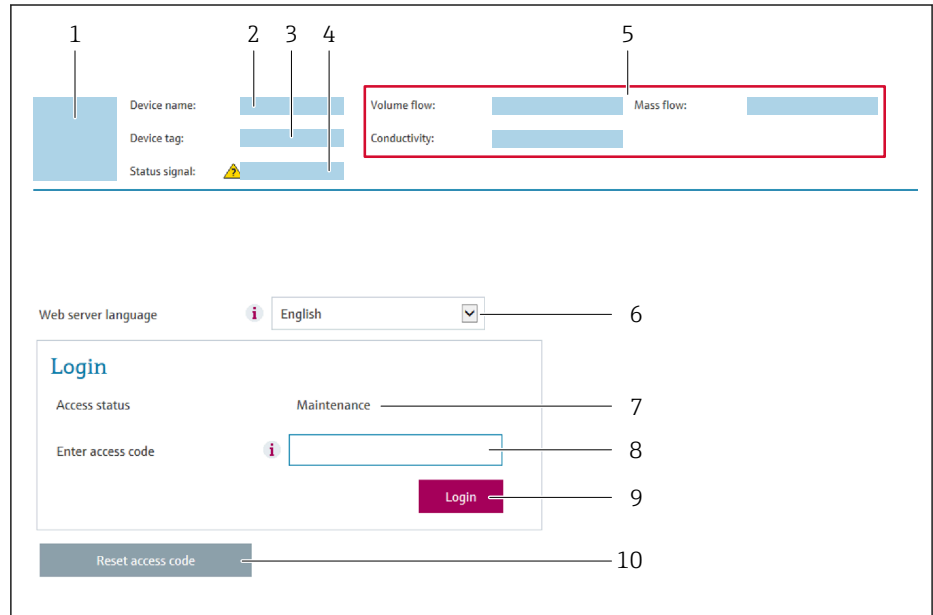 1 2 3 4 5
Device name: Volume flow: Mass flow:
Device tag: Conductivity:
Status signal: ?
Web server language i English 6
Login
Access status Maintenance 7
Enter access code i 8
Login 9
Reset access code 10